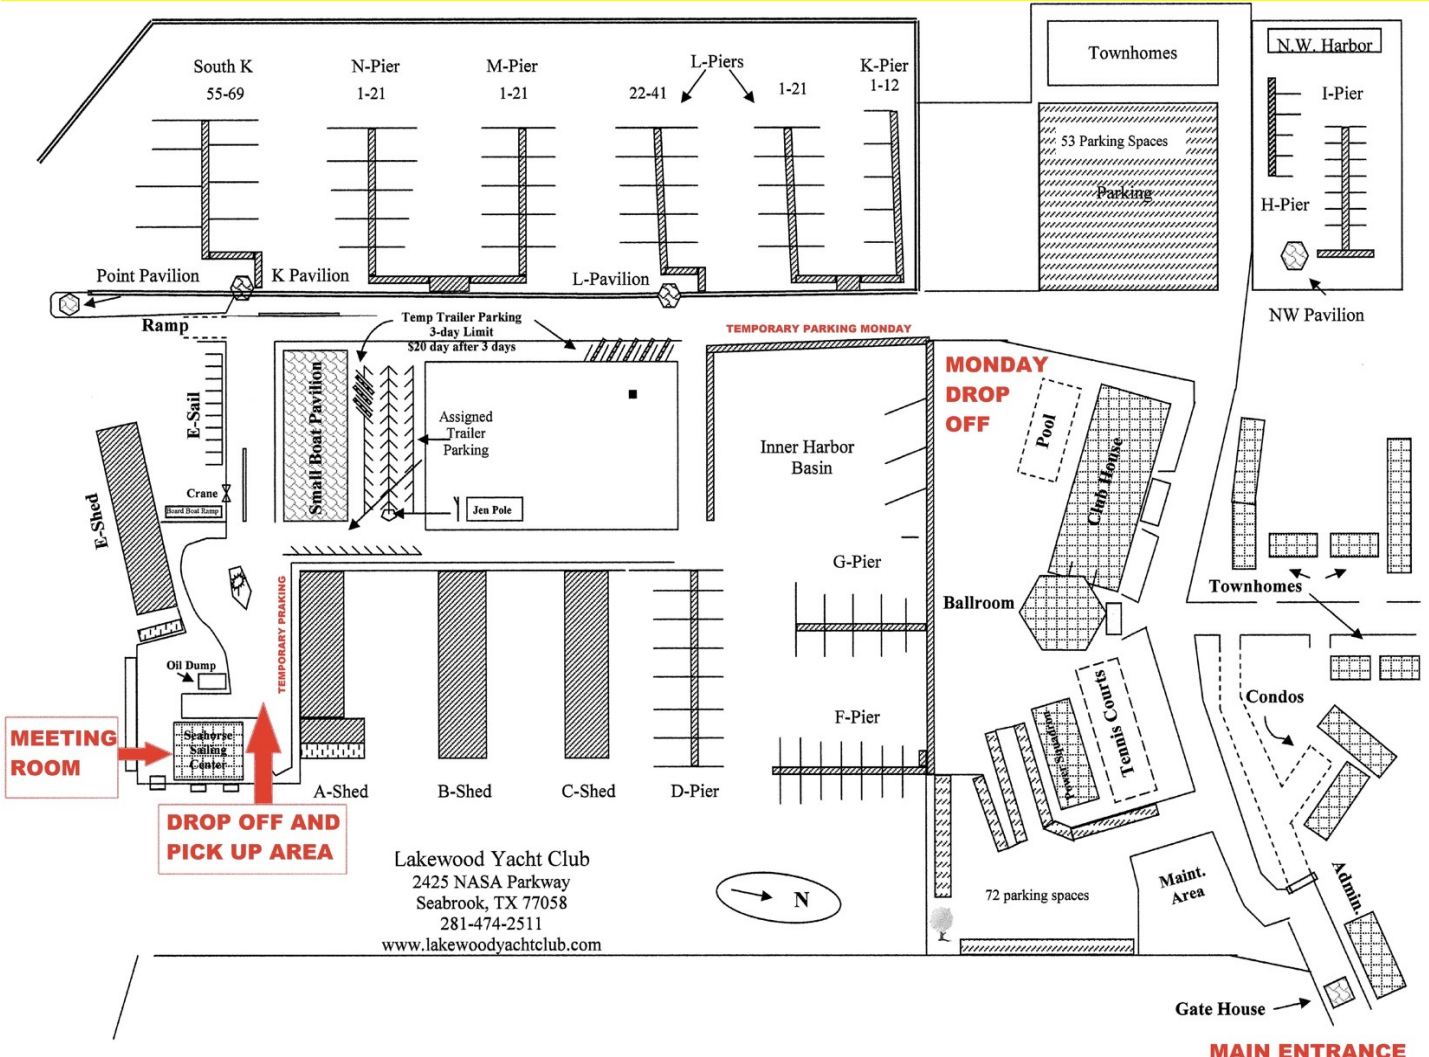 Townhomes
N.W. Harbor
South K
55-69
N-Pier
1-21
M-Pier
1-21
L-Piers
22-41
1-21
K-Pier
1-12
I-Pier
53 Parking Spaces
Parking
H-Pier
Point Pavilion
K Pavilion
L-Pavilion
NW Pavilion
Ramp
Temp Trailer Parking
3-day Limit
$20 day after 3 days
TEMPORARY PARKING MONDAY
MONDAY
DROP
OFF
E-Sail
Small Boat Pavilion
Assigned
Trailer
Parking
Inner Harbor
Basin
Pool
Club House
Crane
Board Boat Ramp
Jen Pole
E-Shed
G-Pier
TEMPORARY PRAKING
Ballroom
Townhomes
Oil Dump
Condos
F-Pier
Power Squadron
Tennis Courts
MEETING
ROOM
Seahorse
Sailing
Center
A-Shed
B-Shed
C-Shed
D-Pier
DROP OFF AND
PICK UP AREA
Lakewood Yacht Club
2425 NASA Parkway
Seabrook, TX 77058
281-474-2511
www.lakewoodyachtclub.com
N
72 parking spaces
Maint.
Area
Admin.
Gate House
MAIN ENTRANCE